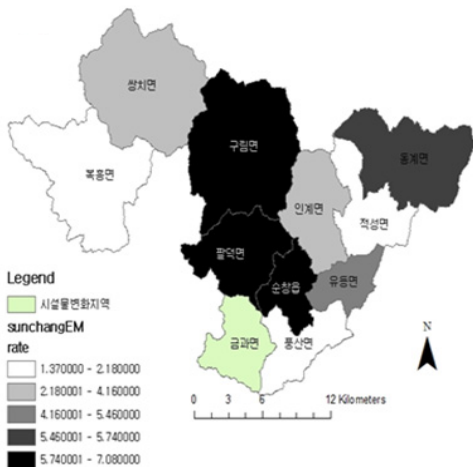 쌍치면
구림면
복흥면
동계면
인계면
적성면
팔덕면
순창읍
유등면
금과면
풍산면
Legend
시설물변화지역
sunchangEM
rate
1.370000 - 2.180000
2.180001 - 4.160000
4.160001 - 5.460000
5.460001 - 5.740000
5.740001 - 7.080000
N
0 3 6 12 Kilometers